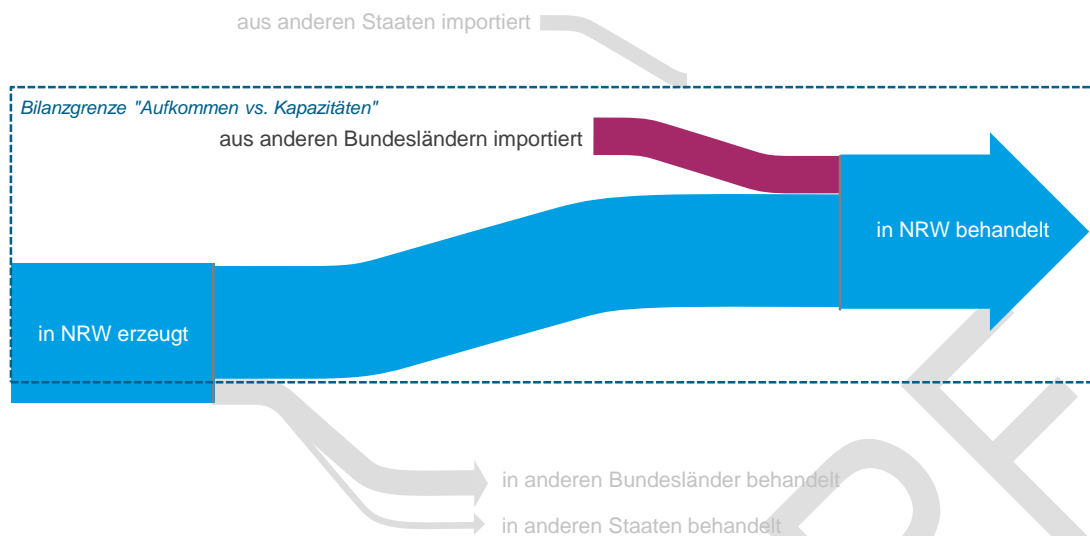 aus anderen Staaten importiert
Bilanzgrenze "Aufkommen vs. Kapazitäten"
aus anderen Bundesländern importiert
in NRW behandelt
in NRW erzeugt
in anderen Bundesländer behandelt
in anderen Staaten behandelt